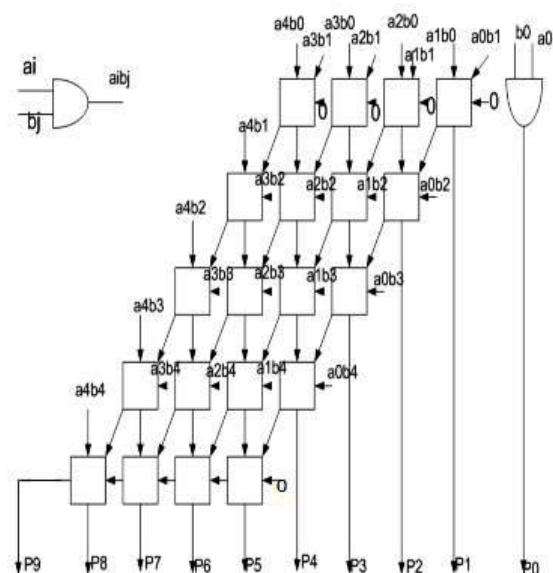 a4b0 a3b0 a2b0 a1b0 b0 a0
a3b1 a2b1 a1b1 a0b1
ai aibj
bj
0 0 0 0
a4b1
a3b2 a2b2 a1b2 a0b2
a4b2
a3b3 a2b3 a1b3 a0b3
a4b3
a3b4 a2b4 a1b4 a0b4
a4b4
0
P9 P8 P7 P6 P5 P4 P3 P2 P1 P0